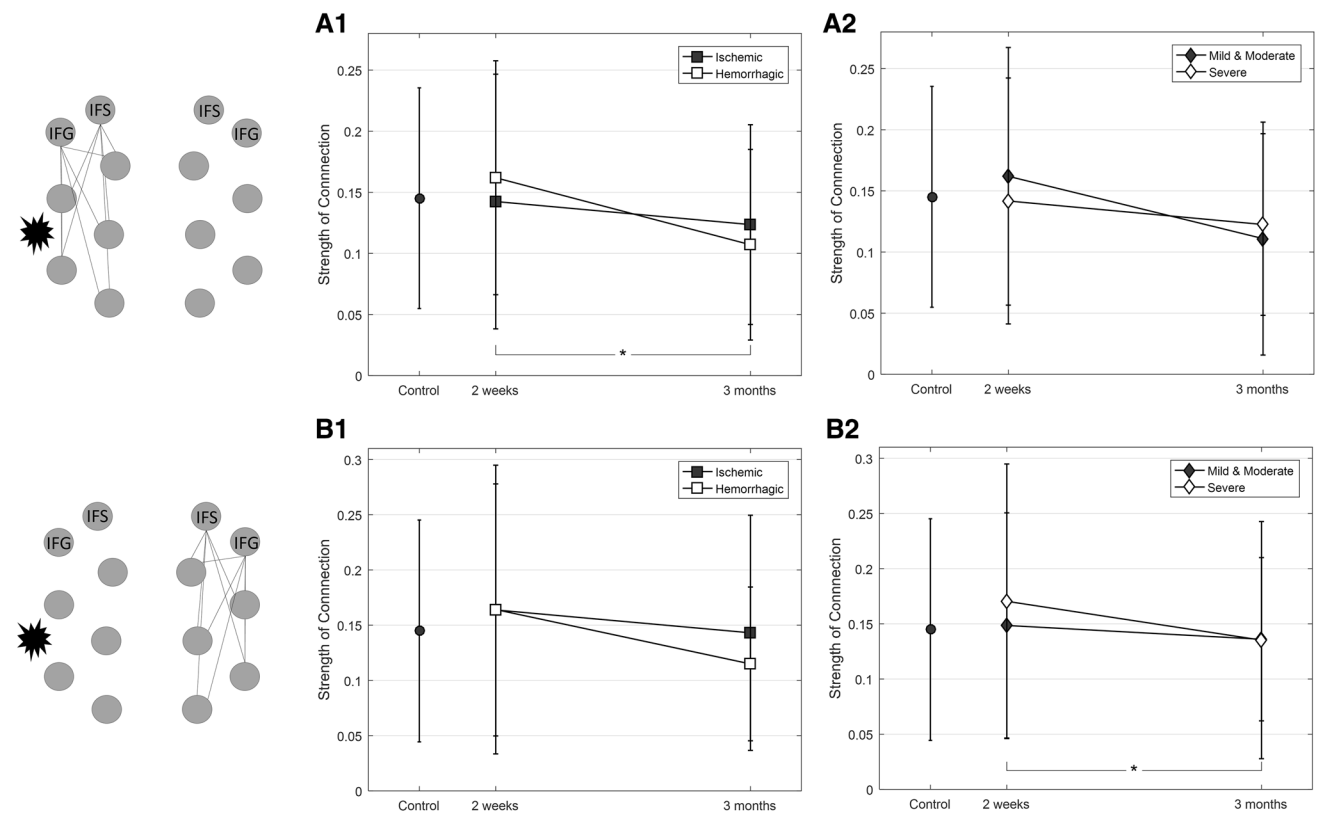 A1
IFS
IFG
IFS
IFG
Strength of Connnection
0.25
0.2
0.15
0.1
0.05
0
Ischemic
Hemorrhagic
*
Control
2 weeks
3 months
A2
Strength of Connnection
0.25
0.2
0.15
0.1
0.05
0
Mild & Moderate
Severe
Control
2 weeks
3 months
B1
IFS
IFG
IFS
IFG
Strength of Connnection
0.3
0.25
0.2
0.15
0.1
0.05
0
Ischemic
Hemorrhagic
Control
2 weeks
3 months
B2
Strength of Connnection
0.3
0.25
0.2
0.15
0.1
0.05
0
Mild & Moderate
Severe
*
Control
2 weeks
3 months